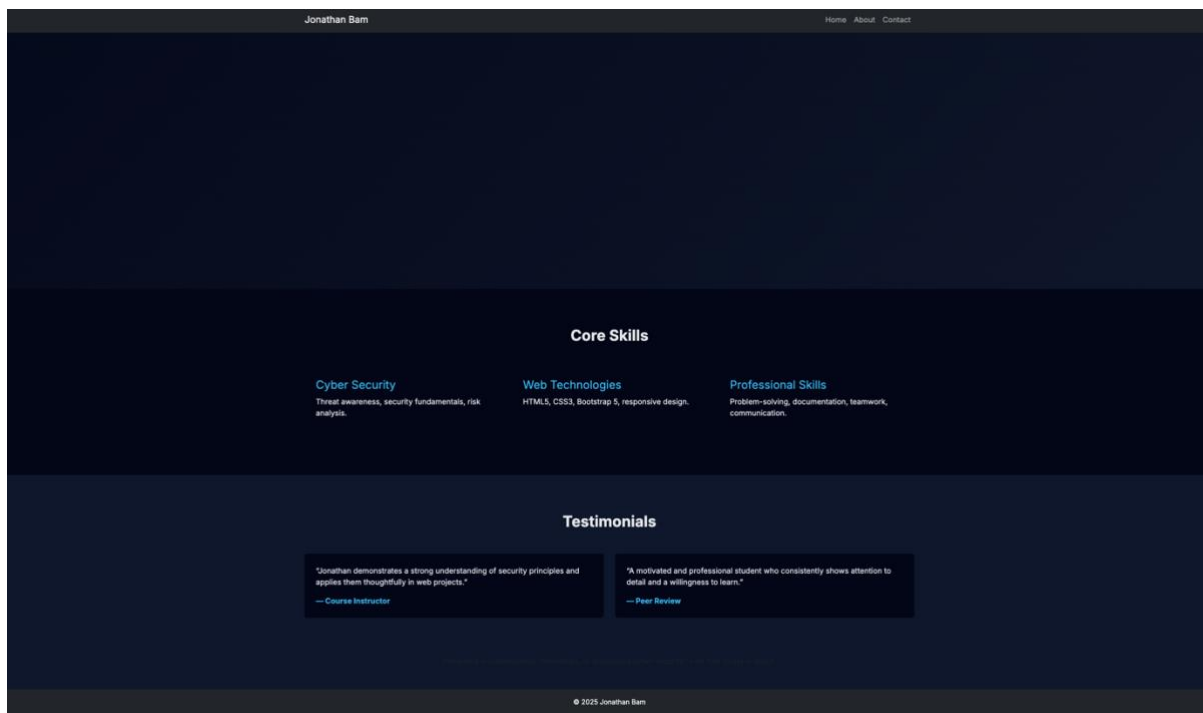 Jonathan Bam
Home About Contact
Core Skills
Cyber Security
Threat awareness, security fundamentals, risk
analysis.
Web Technologies
HTML5, CSS3, Bootstrap 5, responsive design.
Professional Skills
Problem-solving, documentation, teamwork,
communication.
Testimonials
"Jonathan demonstrates a strong understanding of security principles and
applies them thoughtfully in web projects."
— Course Instructor
"A motivated and professional student who consistently shows attention to
detail and a willingness to learn."
— Peer Review
© 2025 Jonathan Bam